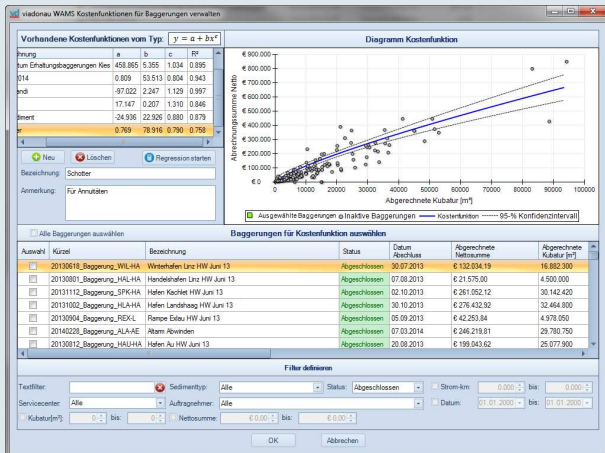 viadonau WAMS Kostenfunktionen für Baggerungen verwalten
Vorhandene Kostenfunktionen vom Typ: y = a + bx^c
hnung a b c R²
tum Erhaltungsbaggerungen Kies 458.865 5.355 1.034 0.895
2014 0.809 53.513 0.804 0.943
andi -97.022 2.247 1.129 0.997
17.147 0.207 1.310 0.846
diment -24.936 22.926 0.880 0.879
er 0.769 78.916 0.790 0.758
Neu Löschen Regression starten
Bezeichnung: Schotter
Anmerkung: Für Annuitäten
Diagramm Kostenfunktion
Abrechnungssumme Netto
€ 900.000
€ 800.000
€ 700.000
€ 600.000
€ 500.000
€ 400.000
€ 300.000
€ 200.000
€ 100.000
€ 0
0 10000 20000 30000 40000 50000 60000 70000 80000 90000 100000
Abgerechnete Kubatur [m³]
Ausgewählte Baggerungen Inaktive Baggerungen Kostenfunktion 95-% Konfidenzintervall
Alle Baggerungen auswählen Baggerungen für Kostenfunktion auswählen
Auswahl Kürzel Bezeichnung Status Datum Abschluss Abgerechnete Nettosumme Abgerechnete Kubatur [m³]
20130618_Baggerung_WIL-HA Winterhafen Linz HW Juni 13 Abgeschlossen 30.07.2013 € 132.034,19 16.882.300
20130801_Baggerung_HAL-HA Handelshafen Linz HW Juni 13 Abgeschlossen 07.08.2013 € 21.575,00 4.500.000
20131112_Baggerung_SPK-HA Hafen Kachlet HW Juni 13 Abgeschlossen 02.10.2013 € 261.052,12 30.142.420
20131002_Baggerung_HLA-HA Hafen Landshaag HW Juni 13 Abgeschlossen 30.10.2013 € 276.432,92 32.464.800
20130904_Baggerung_REX-L Rampe Exlau HW Juni 13 Abgeschlossen 05.09.2013 € 42.253,84 4.978.050
20140228_Baggerung_ALA-AE Altarm Abwinden Abgeschlossen 07.03.2014 € 246.219,81 29.780.750
20130812_Baggerung_HAU-HA Hafen Au HW Juni 13 Abgeschlossen 20.08.2013 € 199.043,62 25.077.900
Filter definieren
Textfilter: Sedimenttyp: Alle Status: Abgeschlossen Strom-km: 0.000 bis: 0.000
Servicecenter: Alle Auftragnehmer: Alle Datum: 01.01.2000 bis: 01.01.2000
Kubatur[m³]: 0 bis: 0 Nettosumme: € 0,00 bis: € 0,00
OK Abbrechen